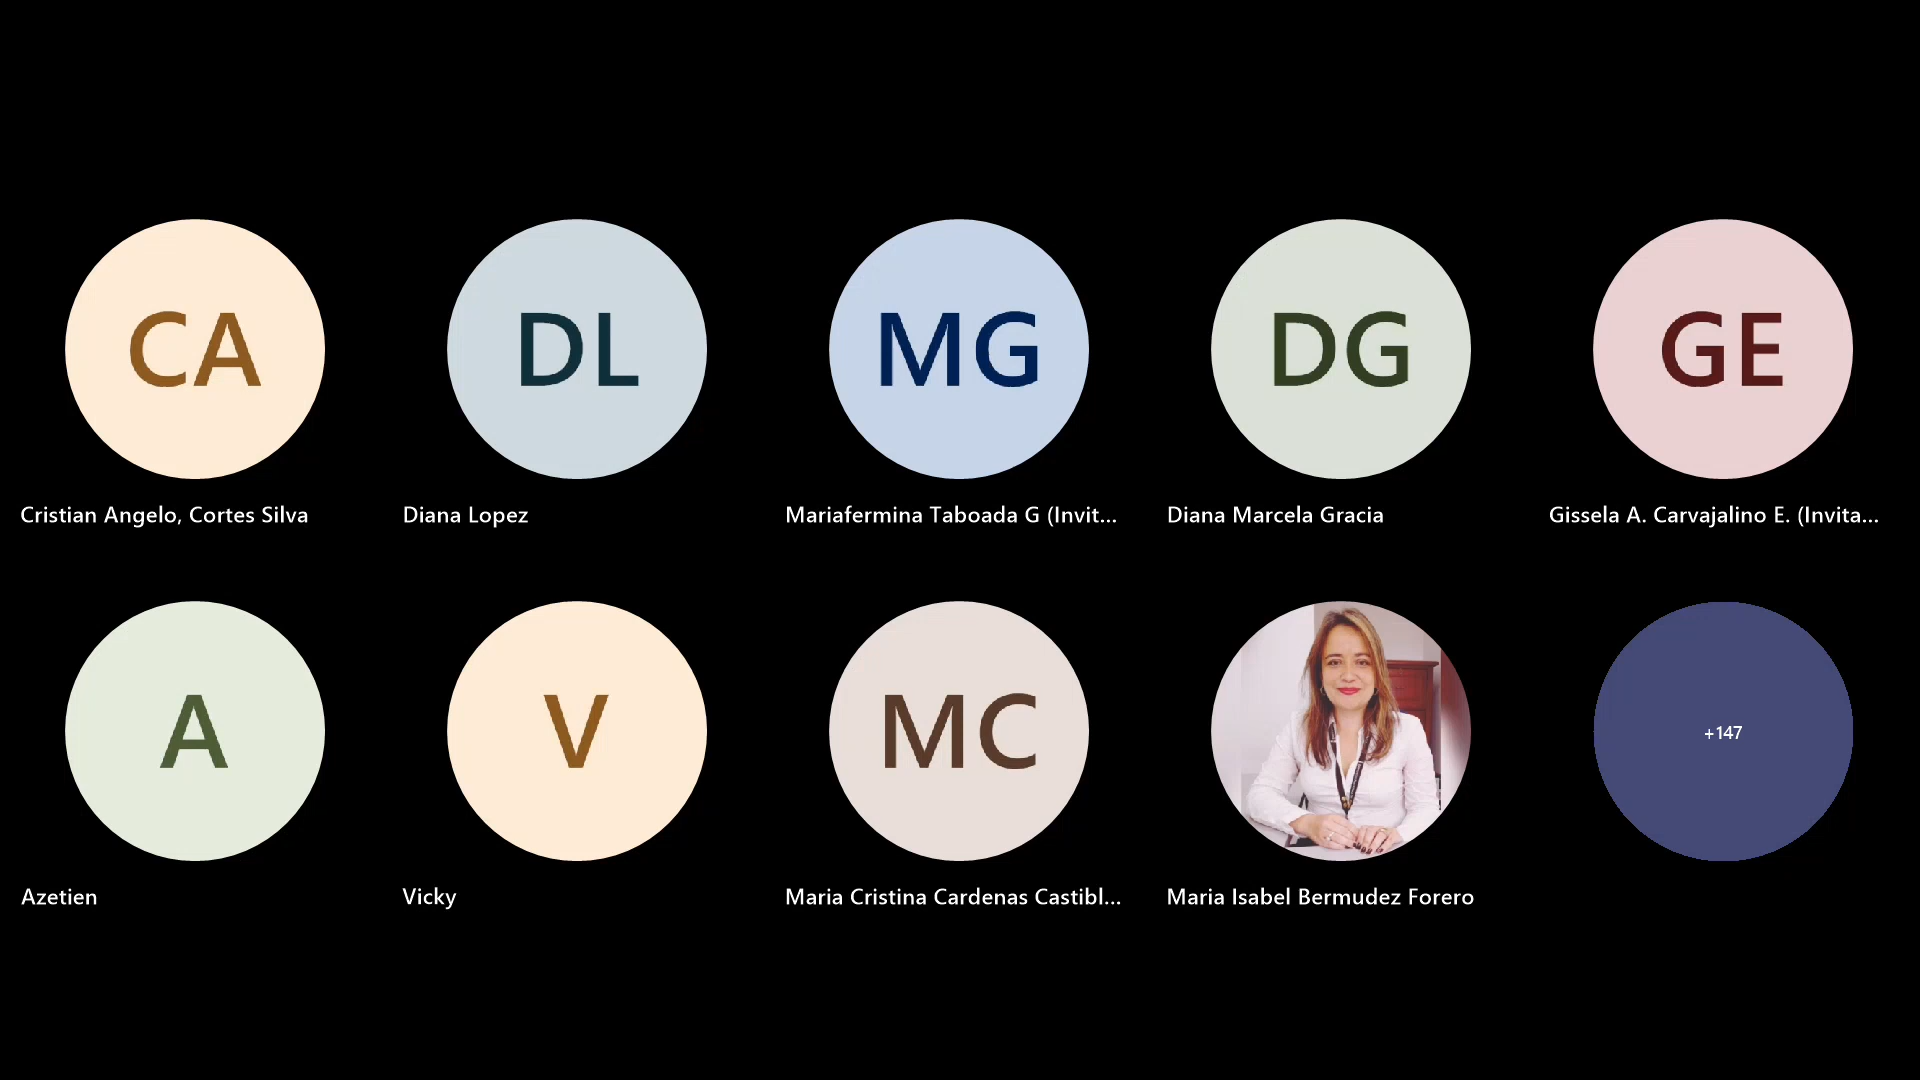 CA
DL
MG
DG
GE
Cristian Angelo, Cortes Silva
Diana Lopez
Mariafermina Taboada G (Invit...
Diana Marcela Gracia
Gissela A. Carvajalino E. (Invita...
A
V
MC
+147
Azetien
Vicky
Maria Cristina Cardenas Castibl...
Maria Isabel Bermudez Forero